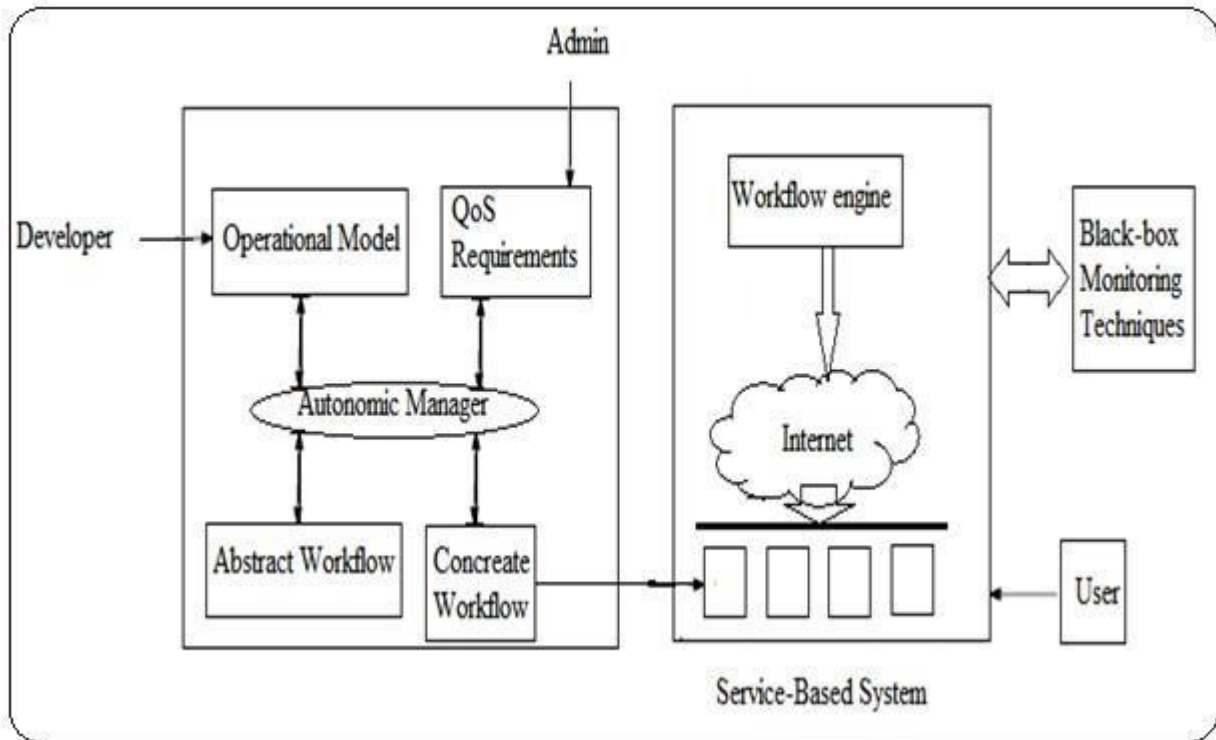 Admin
Developer
Operational Model
QoS
Requirements
Autonomic Manager
Abstract Workflow
Concreate
Workflow
Workflow engine
Internet
Black-box
Monitoring
Techniques
User
Service-Based System